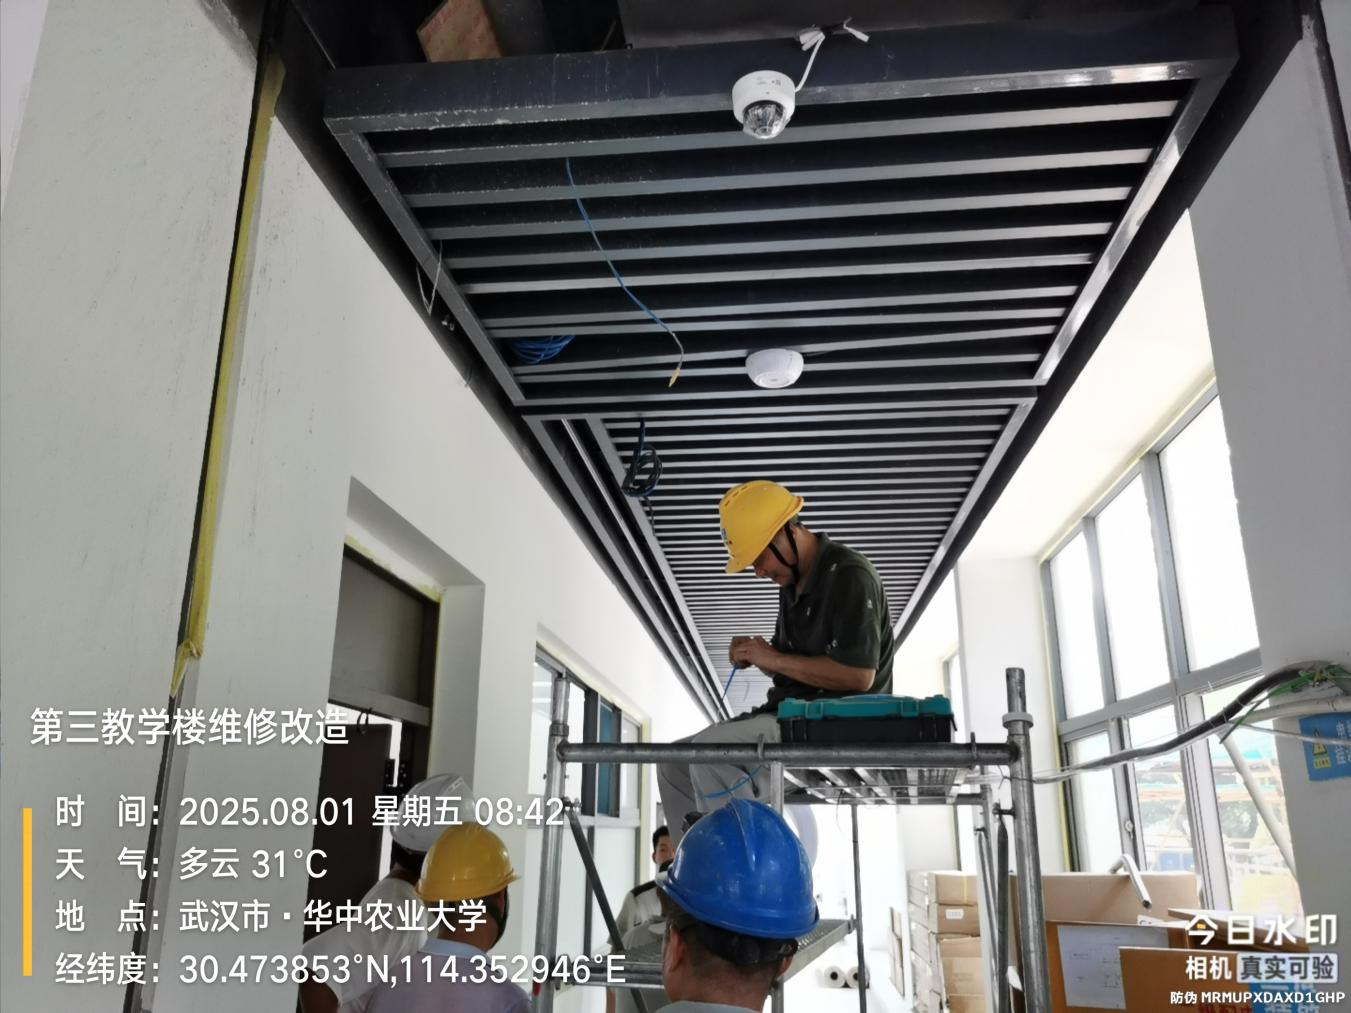 第三教学楼维修改造
时 间：2025.08.01 星期五 08:42
天 气：多云 31°C
地 点：武汉市·华中农业大学
经纬度：30.473853°N,114.352946°E
今日水印
相机 真实可验
防伪 MRMUPXDAXD1GHP